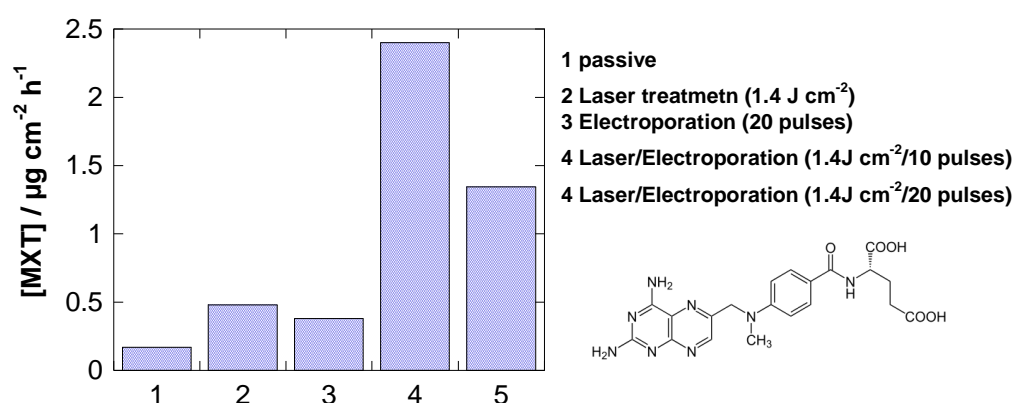 2.5
2
1.5
1
0.5
0
[MXT] / µg cm⁻² h⁻¹
1 2 3 4 5
1 passive
2 Laser treatmetn (1.4 J cm⁻²)
3 Electroporation (20 pulses)
4 Laser/Electroporation (1.4J cm⁻²/10 pulses)
4 Laser/Electroporation (1.4J cm⁻²/20 pulses)
O
COOH
NH₂
N
H
N
N
N
COOH
CH₃
H₂N
N
N